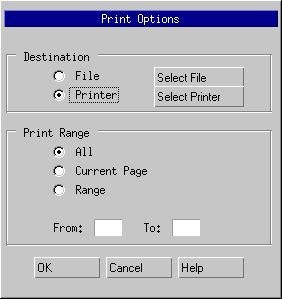 Print Options
Destination
File Select File
Printer Select Printer
Print Range
All
Current Page
Range
From: To:
OK Cancel Help